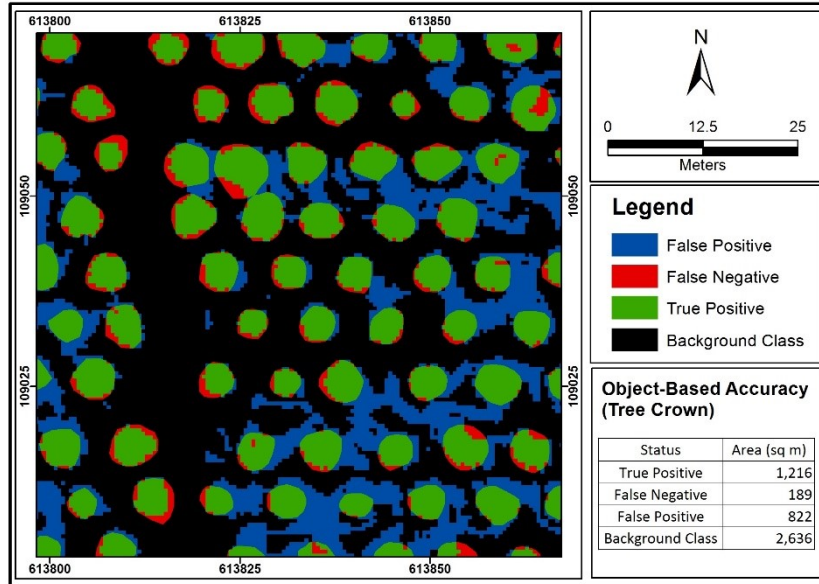 613800 613825 613850
109050 109050
109025 109025
613800 613825 613850
N
0 12.5 25
Meters
Legend
False Positive
False Negative
True Positive
Background Class
Object-Based Accuracy
(Tree Crown)
Status Area (sq m)
True Positive 1,216
False Negative 189
False Positive 822
Background Class 2,636